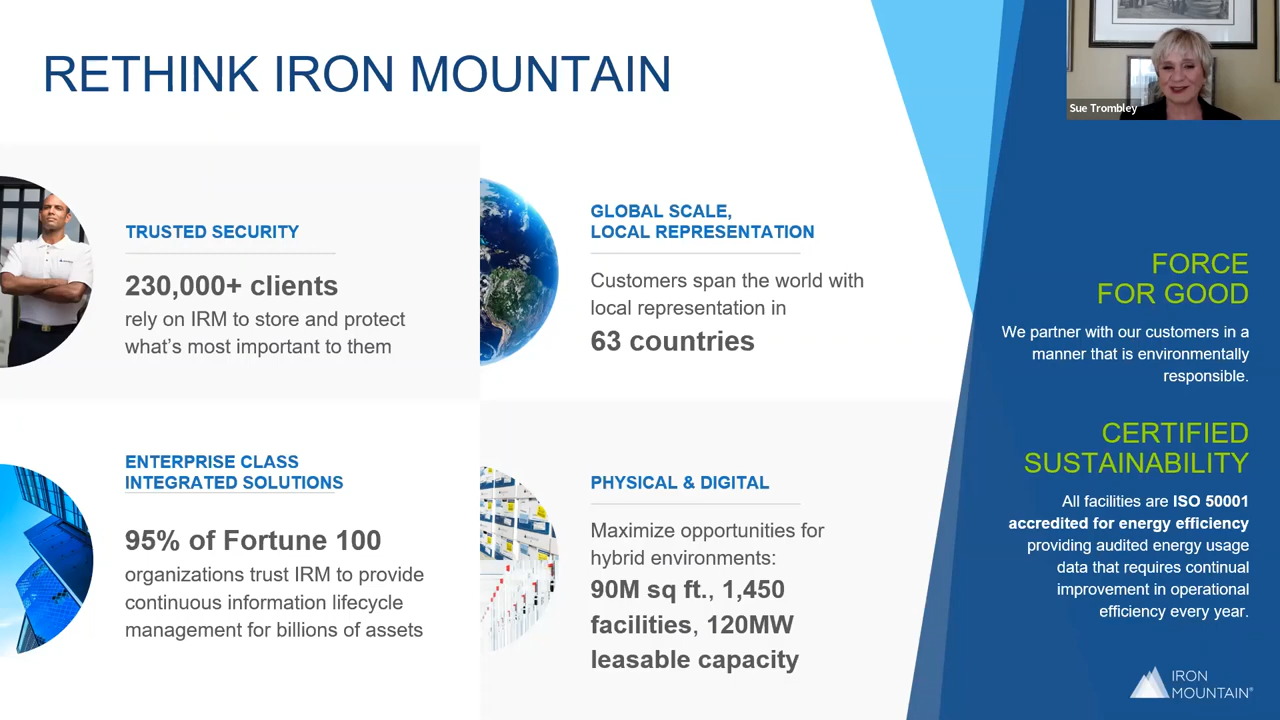 RETHINK IRON MOUNTAIN
Sue Trombley
TRUSTED SECURITY
230,000+ clients
rely on IRM to store and protect
what's most important to them
GLOBAL SCALE,
LOCAL REPRESENTATION
Customers span the world with
local representation in
63 countries
ENTERPRISE CLASS
INTEGRATED SOLUTIONS
95% of Fortune 100
organizations trust IRM to provide
continuous information lifecycle
management for billions of assets
PHYSICAL & DIGITAL
Maximize opportunities for
hybrid environments:
90M sq ft., 1,450
facilities, 120MW
leasable capacity
FORCE
FOR GOOD
We partner with our customers in a
manner that is environmentally
responsible.
CERTIFIED
SUSTAINABILITY
All facilities are ISO 50001
accredited for energy efficiency
providing audited energy usage
data that requires continual
improvement in operational
efficiency every year.
IRON
MOUNTAIN®